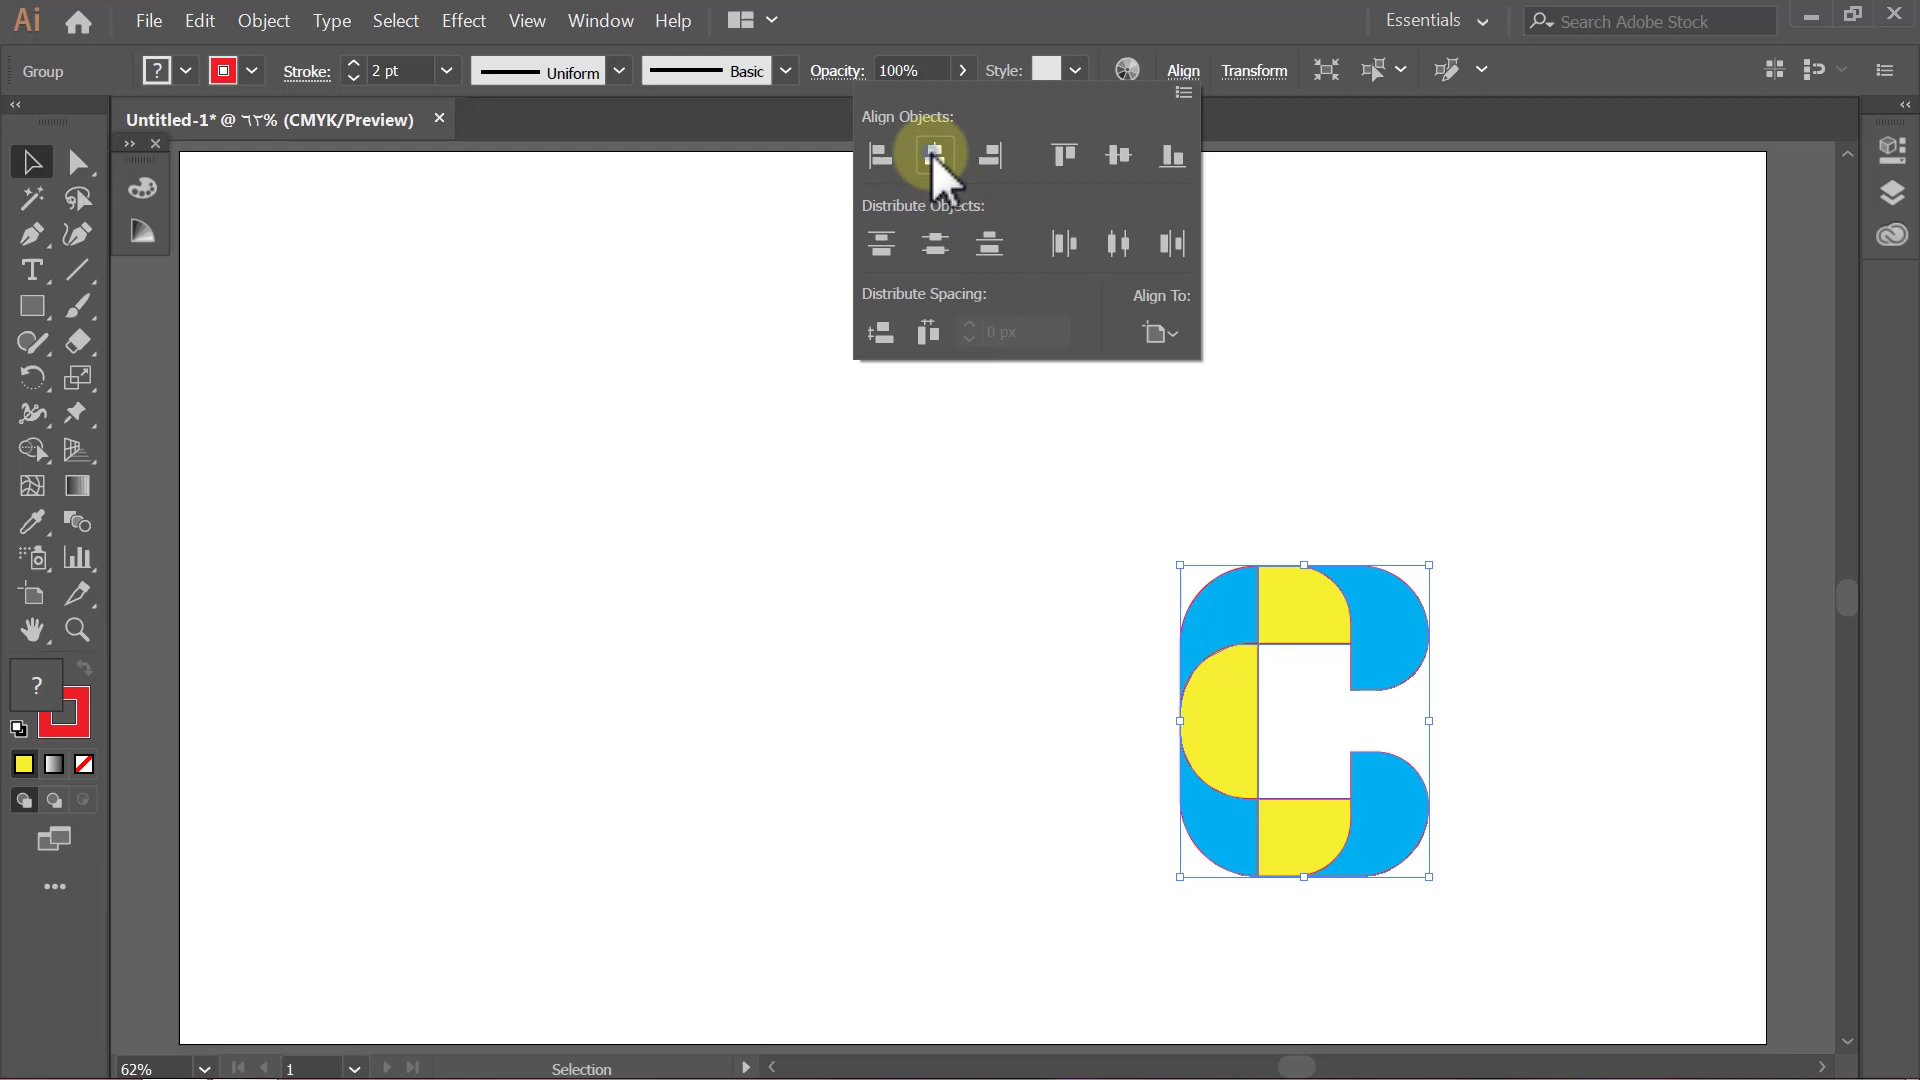 Ai File Edit Object Type Select Effect View Window Help Essentials Search Adobe Stock
Group ? Stroke: 2 pt Uniform Basic Opacity: 100% Style: Align Transform
Untitled-1* @ ٦٢% (CMYK/Preview)
Align Objects:
Distribute Objects:
Distribute Spacing: Align To:
0 px
?
62% 1 Selection